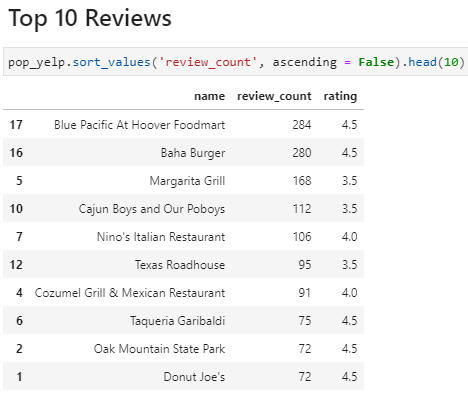 Top 10 Reviews
pop_yelp.sort_values('review_count', ascending = False).head(10)
name review_count rating
17 Blue Pacific At Hoover Foodmart 284 4.5
16 Baha Burger 280 4.5
5 Margarita Grill 168 3.5
10 Cajun Boys and Our Poboys 112 3.5
7 Nino's Italian Restaurant 106 4.0
12 Texas Roadhouse 95 3.5
4 Cozumel Grill & Mexican Restaurant 91 4.0
6 Taqueria Garibaldi 75 4.5
2 Oak Mountain State Park 72 4.5
1 Donut Joe's 72 4.5